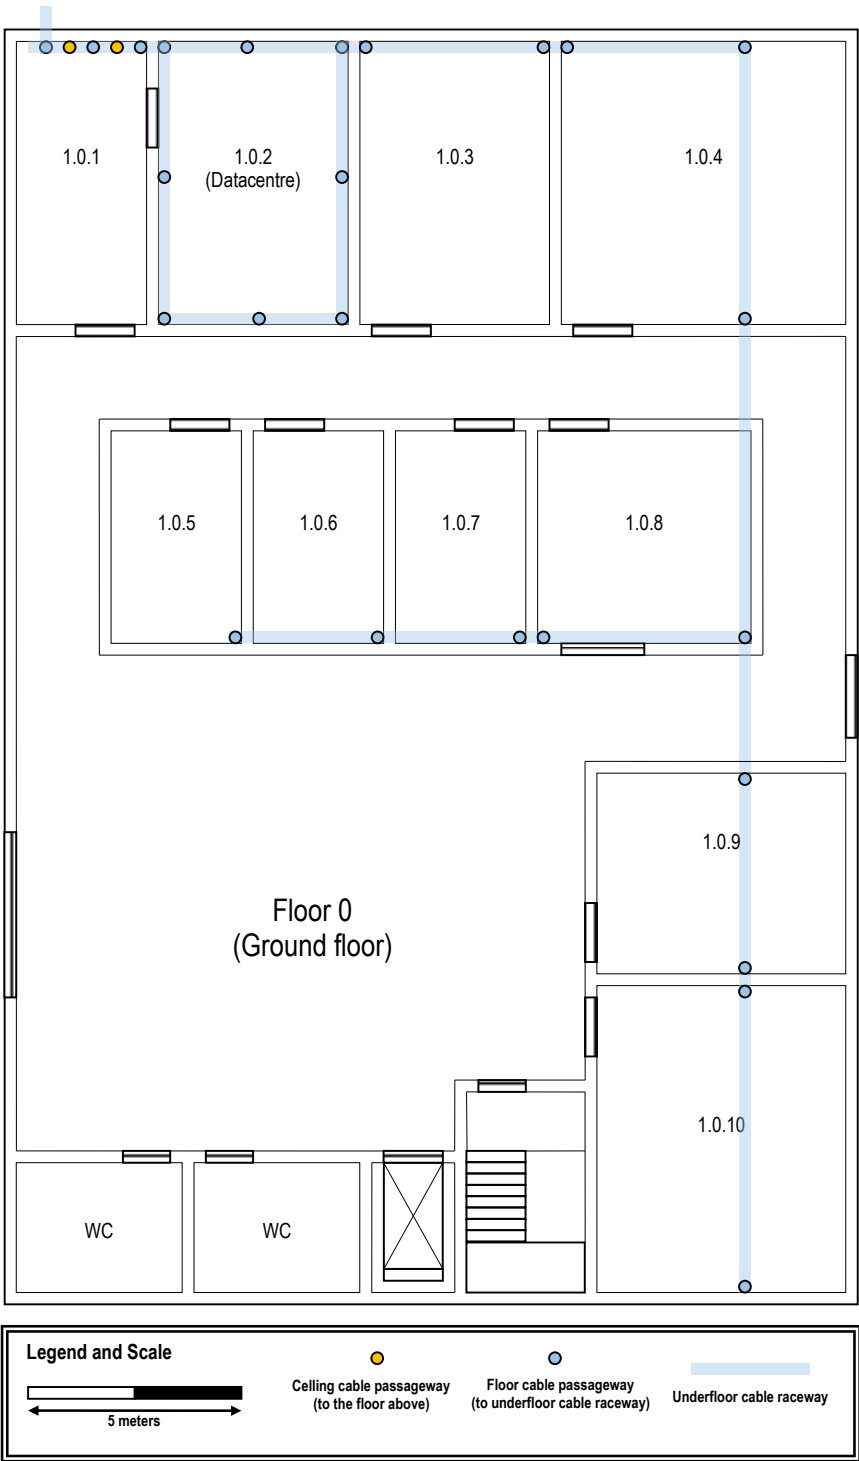 1.0.1
1.0.2
(Datacentre)
1.0.3
1.0.4
1.0.5
1.0.6
1.0.7
1.0.8
1.0.9
Floor 0
(Ground floor)
1.0.10
WC
WC
Legend and Scale
5 meters
Celling cable passageway
(to the floor above)
Floor cable passageway
(to underfloor cable raceway)
Underfloor cable raceway